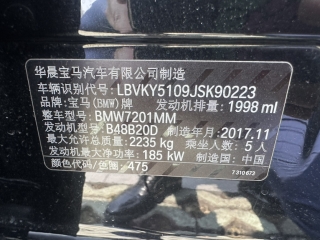 华晨宝马汽车有限公司制造
车辆识别代号: LBVKY5109JSK90223
品牌: 宝马(BMW)牌 发动机排量: 1998 ml
整车型号: BMW7201MM
发动机型号: B48B20D 制造年月: 2017.11
最大允许总质量: 2235 kg 乘坐人数: 5人
发动机最大净功率: 185 kW 制造国: 中国
颜色代码/色图: 475
7310672